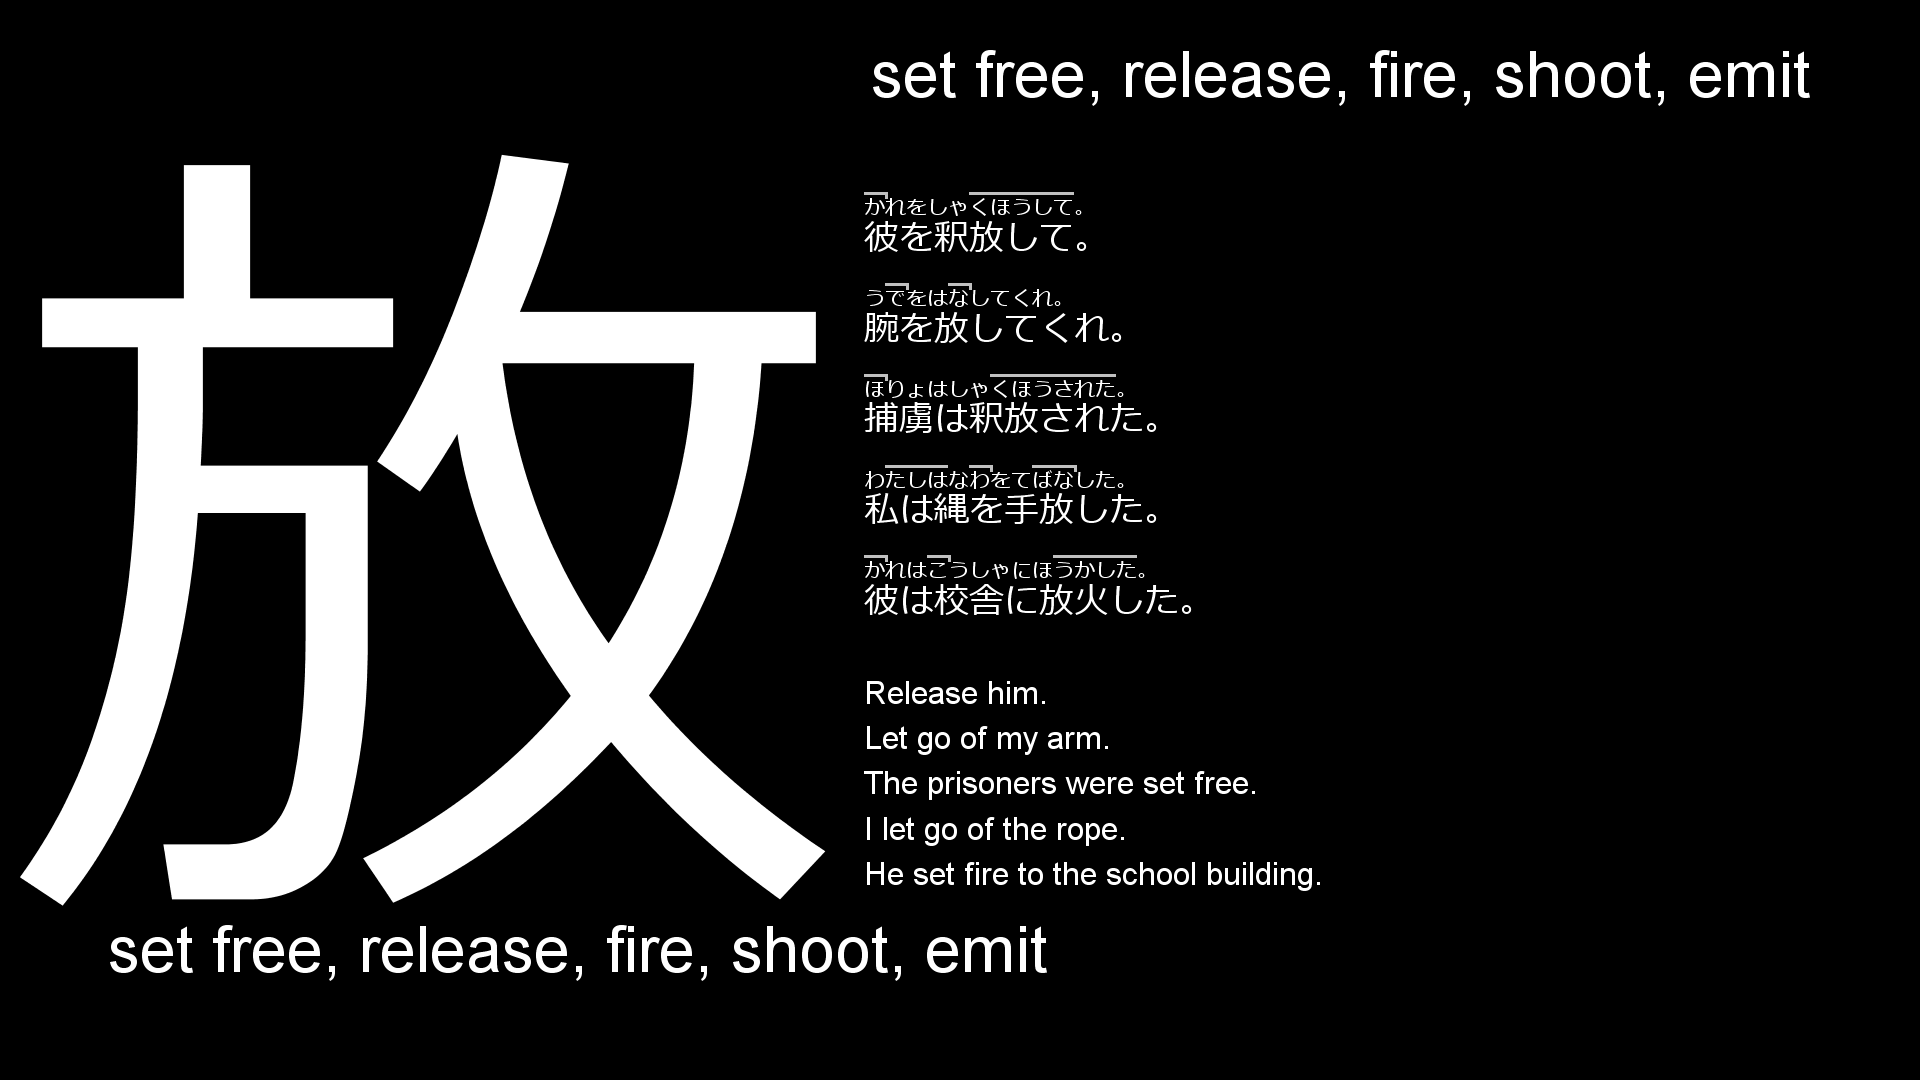 set free, release, fire, shoot, emit
放
かれをしゃくほうして。
彼を釈放して。
うでをはなしてくれ。
腕を放してくれ。
ほりょはしゃくほうされた。
捕虜は釈放された。
わたしはなわをてばなした。
私は縄を手放した。
かれはこうしゃにほうかした。
彼は校舎に放火した。
Release him.
Let go of my arm.
The prisoners were set free.
I let go of the rope.
He set fire to the school building.
set free, release, fire, shoot, emit